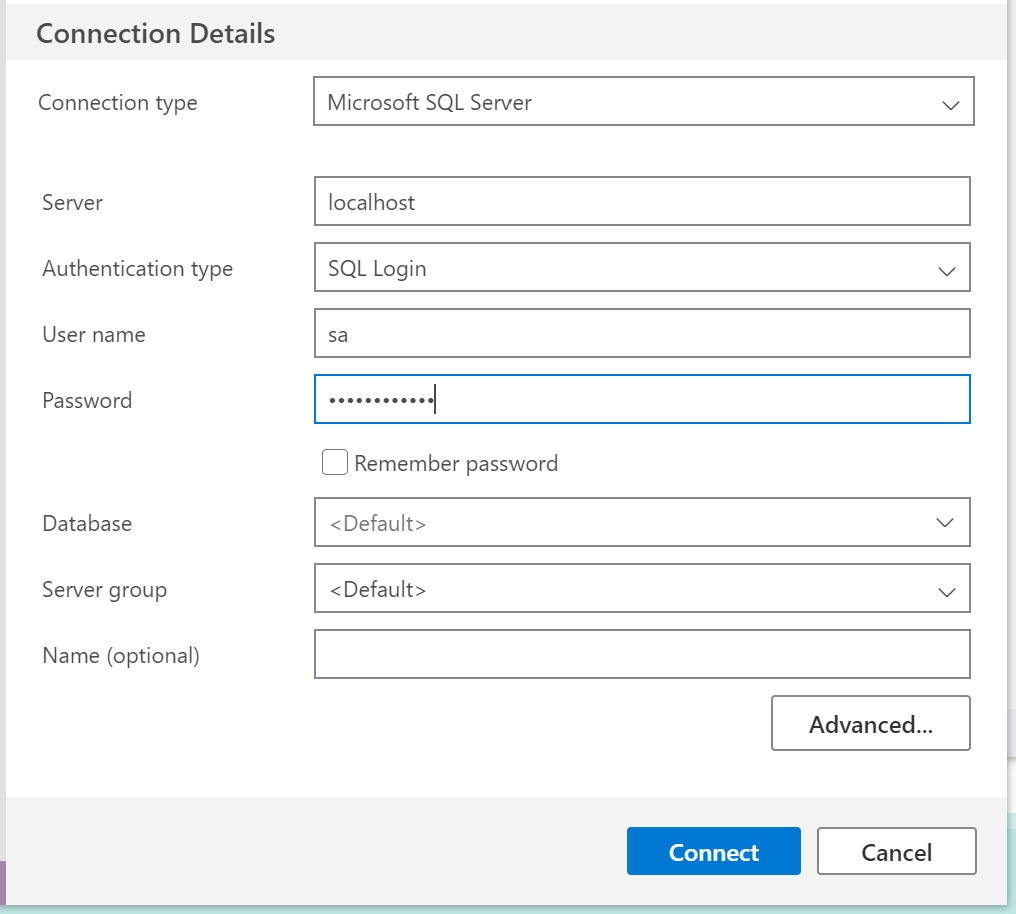 Connection Details
Connection type Microsoft SQL Server
Server localhost
Authentication type SQL Login
User name sa
Password ••••••••••••
Remember password
Database <Default>
Server group <Default>
Name (optional)
Advanced...
Connect Cancel